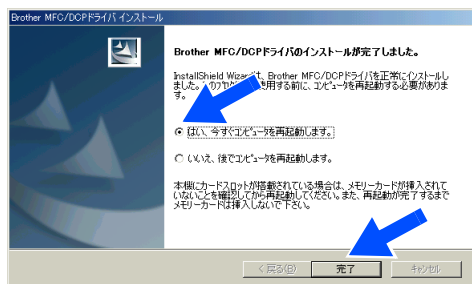 Brother MFC/DCPドライバ インストール
Brother MFC/DCPドライバのインストールが完了しました。
InstallShield Wizardは、Brother MFC/DCPドライバを正常にインストールし
ました。 使用する前に、コンピュータを再起動する必要がありま
す。
はい、今すぐコンピュータを再起動します。
いいえ、後でコンピュータを再起動します。
本機にカードスロットが搭載されている場合は、メモリーカードが挿入されて
いないことを確認してから再起動してください。また、再起動が完了するまで
メモリーカードは挿入しないで下さい。
< 戻る(B)
完了
キャンセル